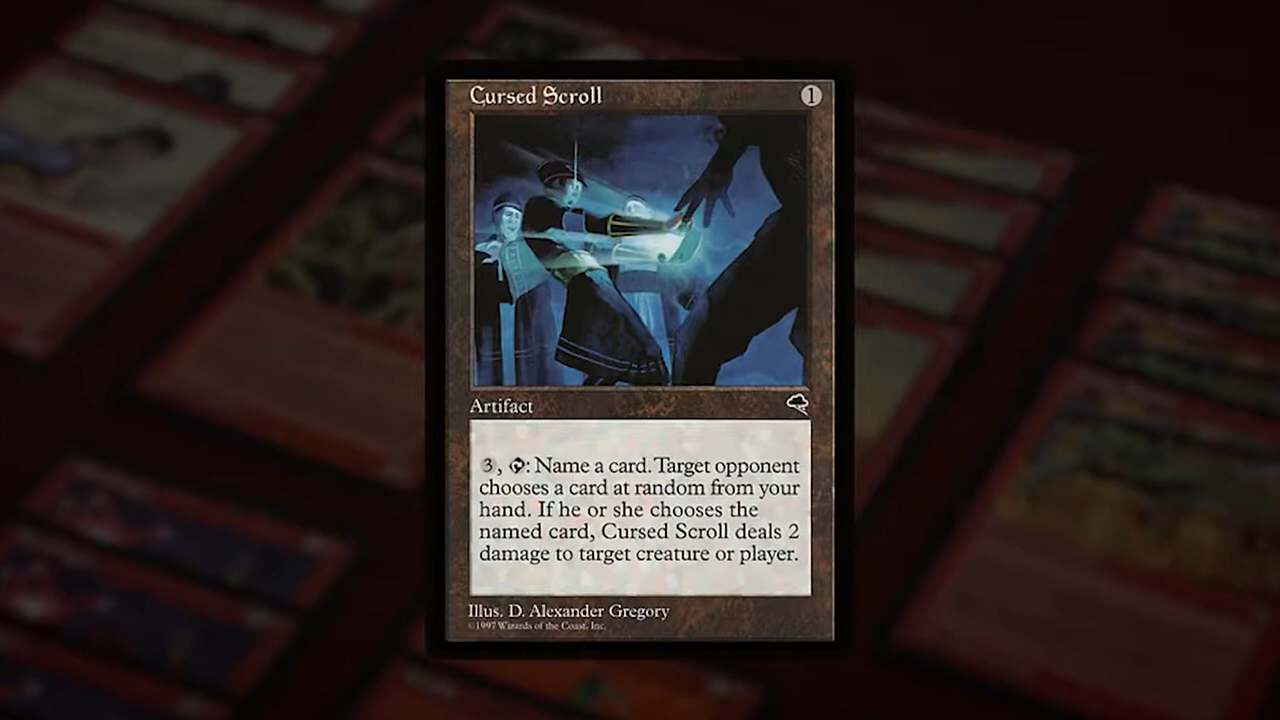 Cursed Scroll 1
Artifact
3, : Name a card. Target opponent
chooses a card at random from your
hand. If he or she chooses the
named card, Cursed Scroll deals 2
damage to target creature or player.
Illus. D. Alexander Gregory
©1997 Wizards of the Coast, Inc.